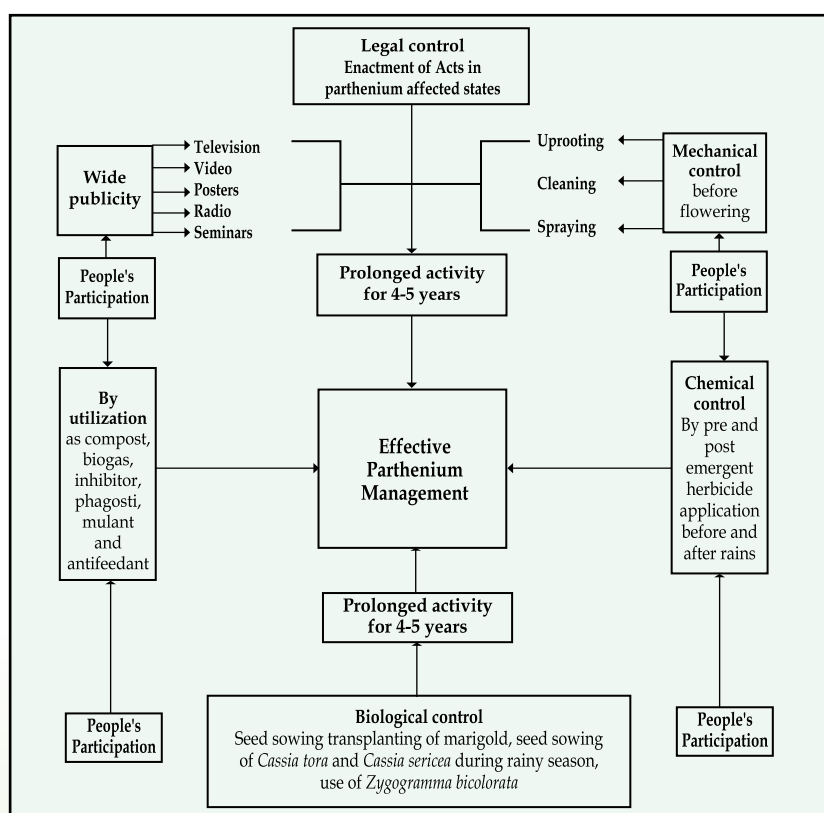 Legal control
Enactment of Acts in
parthenium affected states
Wide
publicity
Television
Video
Posters
Radio
Seminars
Uprooting
Cleaning
Spraying
Mechanical
control
before
flowering
People's
Participation
Prolonged activity
for 4-5 years
People's
Participation
By
utilization
as compost,
biogas,
inhibitor,
phagosti,
mulant
and
antifeedant
Effective
Parthenium
Management
Chemical
control
By pre and
post
emergent
herbicide
application
before and
after rains
Prolonged activity
for 4-5 years
People's
Participation
Biological control
Seed sowing transplanting of marigold, seed sowing
of Cassia tora and Cassia sericea during rainy season,
use of Zygogramma bicolorata
People's
Participation